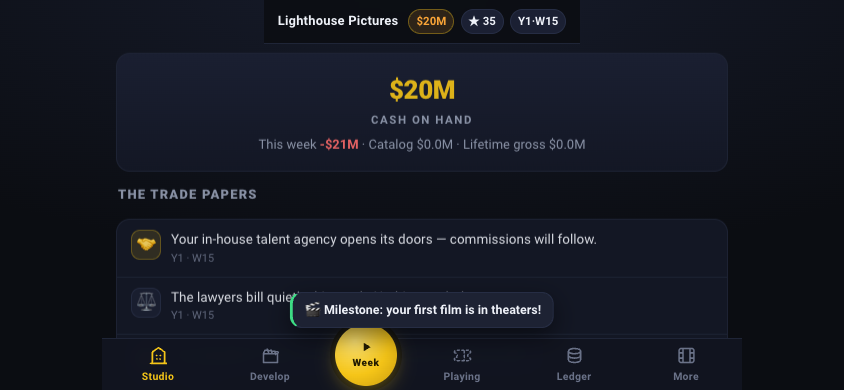 Lighthouse Pictures $20M ★ 35 Y1·W15
$20M
CASH ON HAND
This week -$21M · Catalog $0.0M · Lifetime gross $0.0M
THE TRADE PAPERS
Your in-house talent agency opens its doors — commissions will follow.
Y1 · W15
The lawyers bill
Y1 · W15
🎬 Milestone: your first film is in theaters!
Week
Studio Develop Playing Ledger More